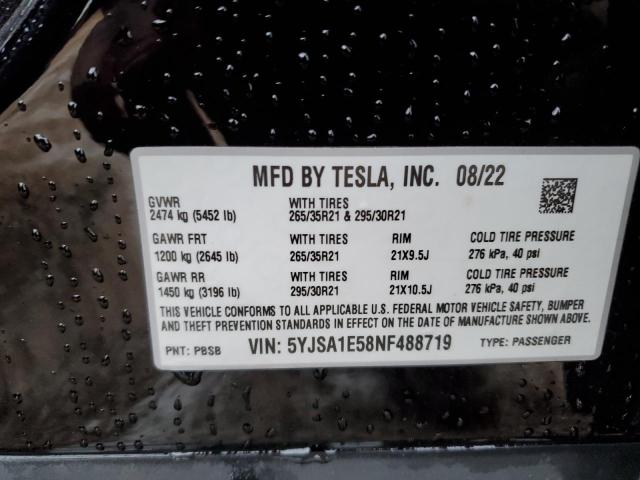 MFD BY TESLA, INC. 08/22
GVWR WITH TIRES
2474 kg (5452 lb) 265/35R21 & 295/30R21
GAWR FRT WITH TIRES RIM COLD TIRE PRESSURE
1200 kg (2645 lb) 265/35R21 21X9.5J 276 kPa, 40 psi
GAWR RR WITH TIRES RIM COLD TIRE PRESSURE
1450 kg (3196 lb) 295/30R21 21X10.5J 276 kPa, 40 psi
THIS VEHICLE CONFORMS TO ALL APPLICABLE U.S. FEDERAL MOTOR VEHICLE SAFETY, BUMPER
AND THEFT PREVENTION STANDARDS IN EFFECT ON THE DATE OF MANUFACTURE SHOWN ABOVE.
PNT: PBSB VIN: 5YJSA1E58NF488719 TYPE: PASSENGER